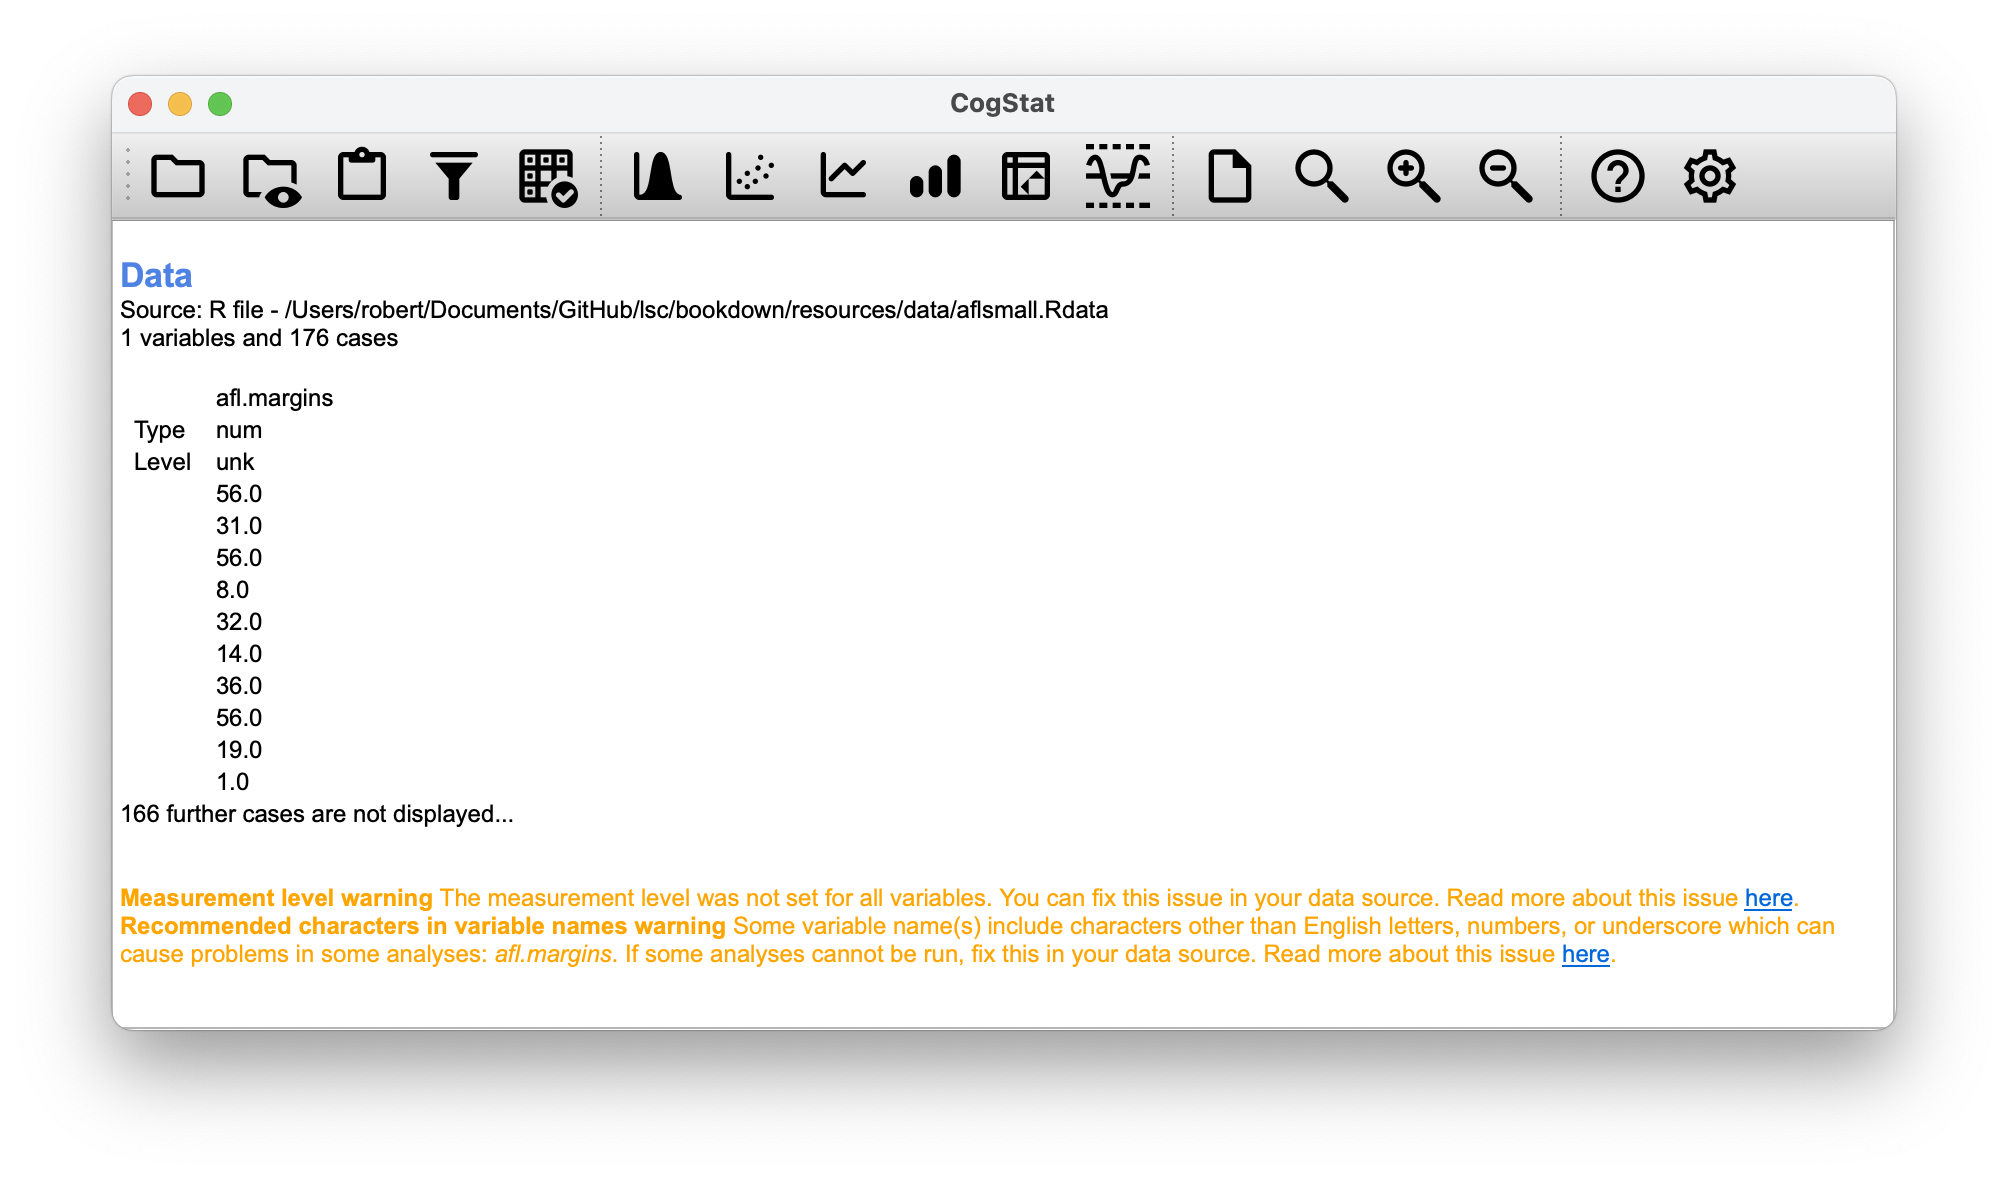 CogStat
Data
Source: R file - /Users/robert/Documents/GitHub/lsc/bookdown/resources/data/aflsmall.Rdata
1 variables and 176 cases
afl.margins
Type num
Level unk
56.0
31.0
56.0
8.0
32.0
14.0
36.0
56.0
19.0
1.0
166 further cases are not displayed...
Measurement level warning The measurement level was not set for all variables. You can fix this issue in your data source. Read more about this issue here.
Recommended characters in variable names warning Some variable name(s) include characters other than English letters, numbers, or underscore which can
cause problems in some analyses: afl.margins. If some analyses cannot be run, fix this in your data source. Read more about this issue here.